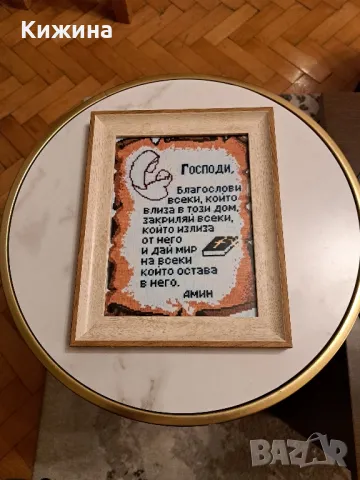 Кижина
Господи,
Благослови
всеки, който
влиза в този дом,
закриляй всеки,
който излиза
от него
и дай мир
на всеки
който остава
в него.
амин
BAZAR